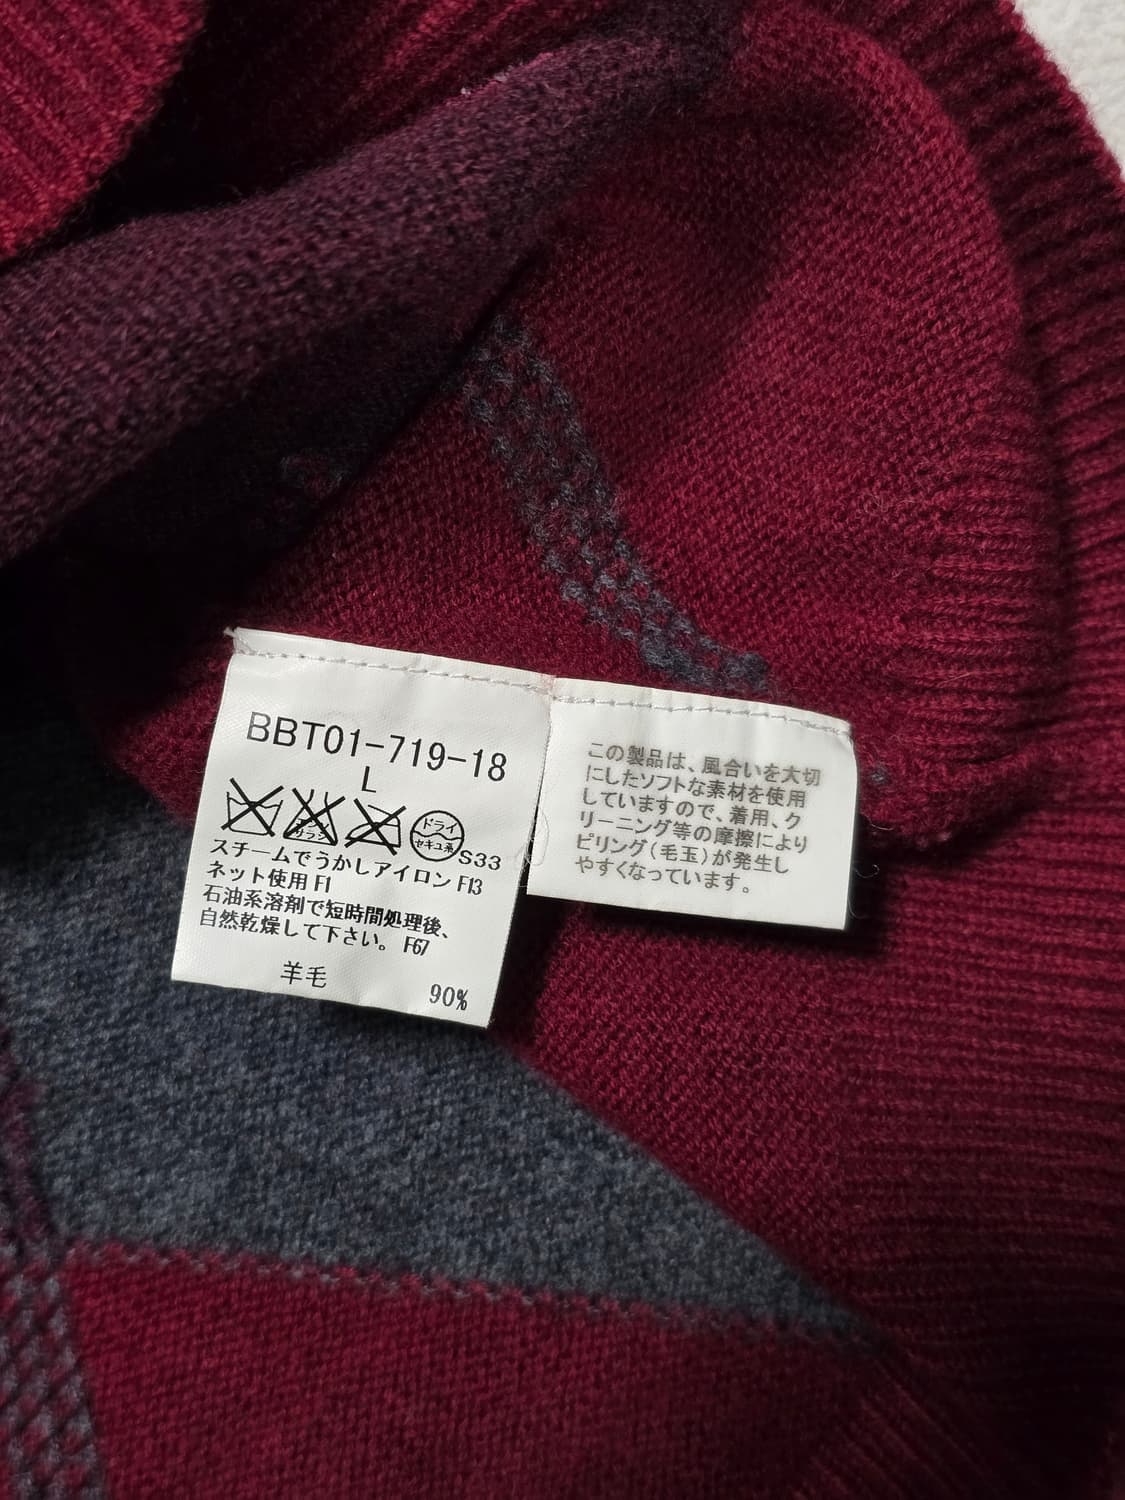 BBT01-719-18
L
エンソ
サラシ
ドライ
セキユ系
S33
スチームでうかしアイロン F13
ネット使用 F1
石油系溶剤で短時間処理後、
自然乾燥して下さい。 F67
羊毛 90%
この製品は、風合いを大切
にしたソフトな素材を使用
していますので、着用、ク
リーニング等の摩擦により
ピリング(毛玉)が発生し
やすくなっています。